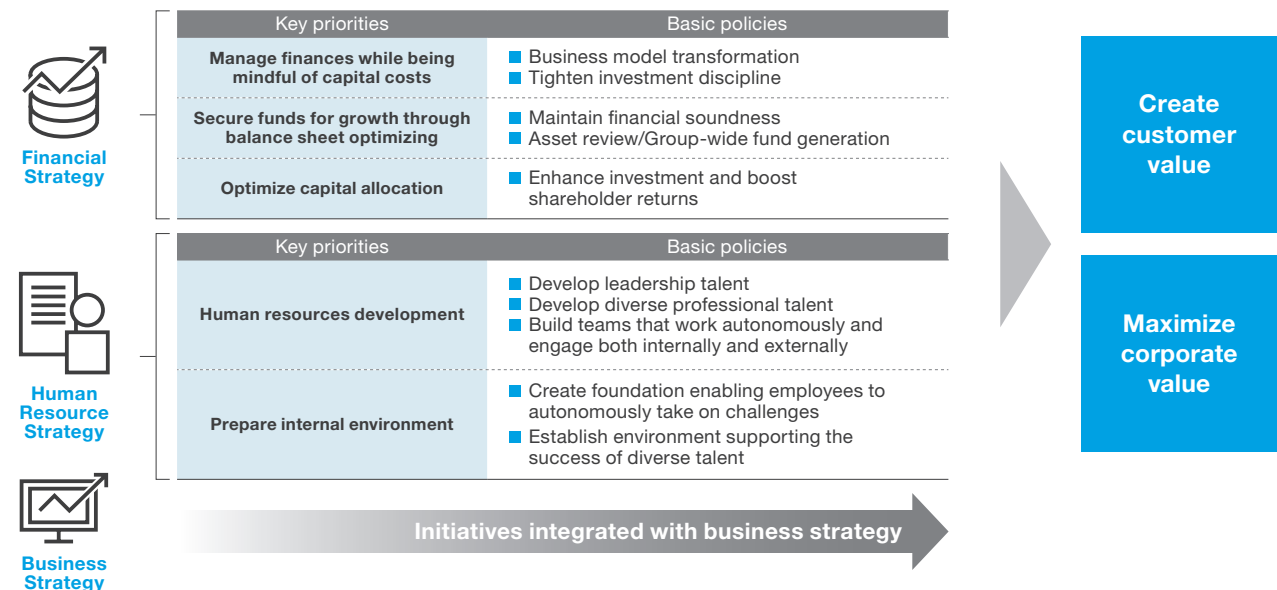 Financial
Strategy
Key priorities
Basic policies
Manage finances while being
mindful of capital costs
Business model transformation
Tighten investment discipline
Secure funds for growth through
balance sheet optimizing
Maintain financial soundness
Asset review/Group-wide fund generation
Optimize capital allocation
Enhance investment and boost
shareholder returns
Human
Resource
Strategy
Key priorities
Basic policies
Human resources development
Develop leadership talent
Develop diverse professional talent
Build teams that work autonomously and
engage both internally and externally
Prepare internal environment
Create foundation enabling employees to
autonomously take on challenges
Establish environment supporting the
success of diverse talent
Business
Strategy
Initiatives integrated with business strategy
Create
customer
value
Maximize
corporate
value